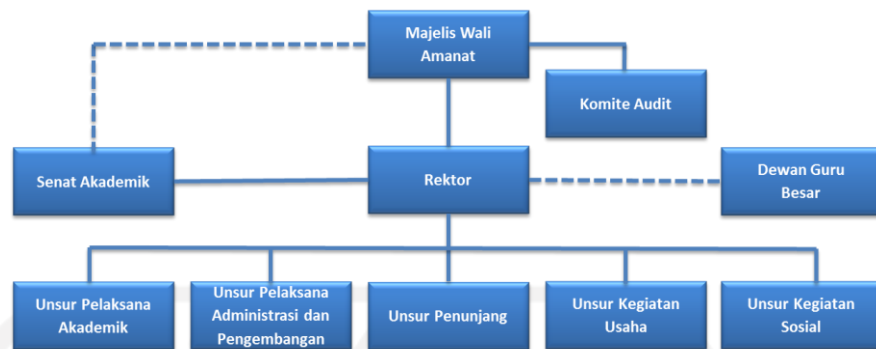 Majelis Wali
Amanat
Komite Audit
Senat Akademik
Rektor
Dewan Guru
Besar
Unsur Pelaksana
Akademik
Unsur Pelaksana
Administrasi dan
Pengembangan
Unsur Penunjang
Unsur Kegiatan
Usaha
Unsur Kegiatan
Sosial